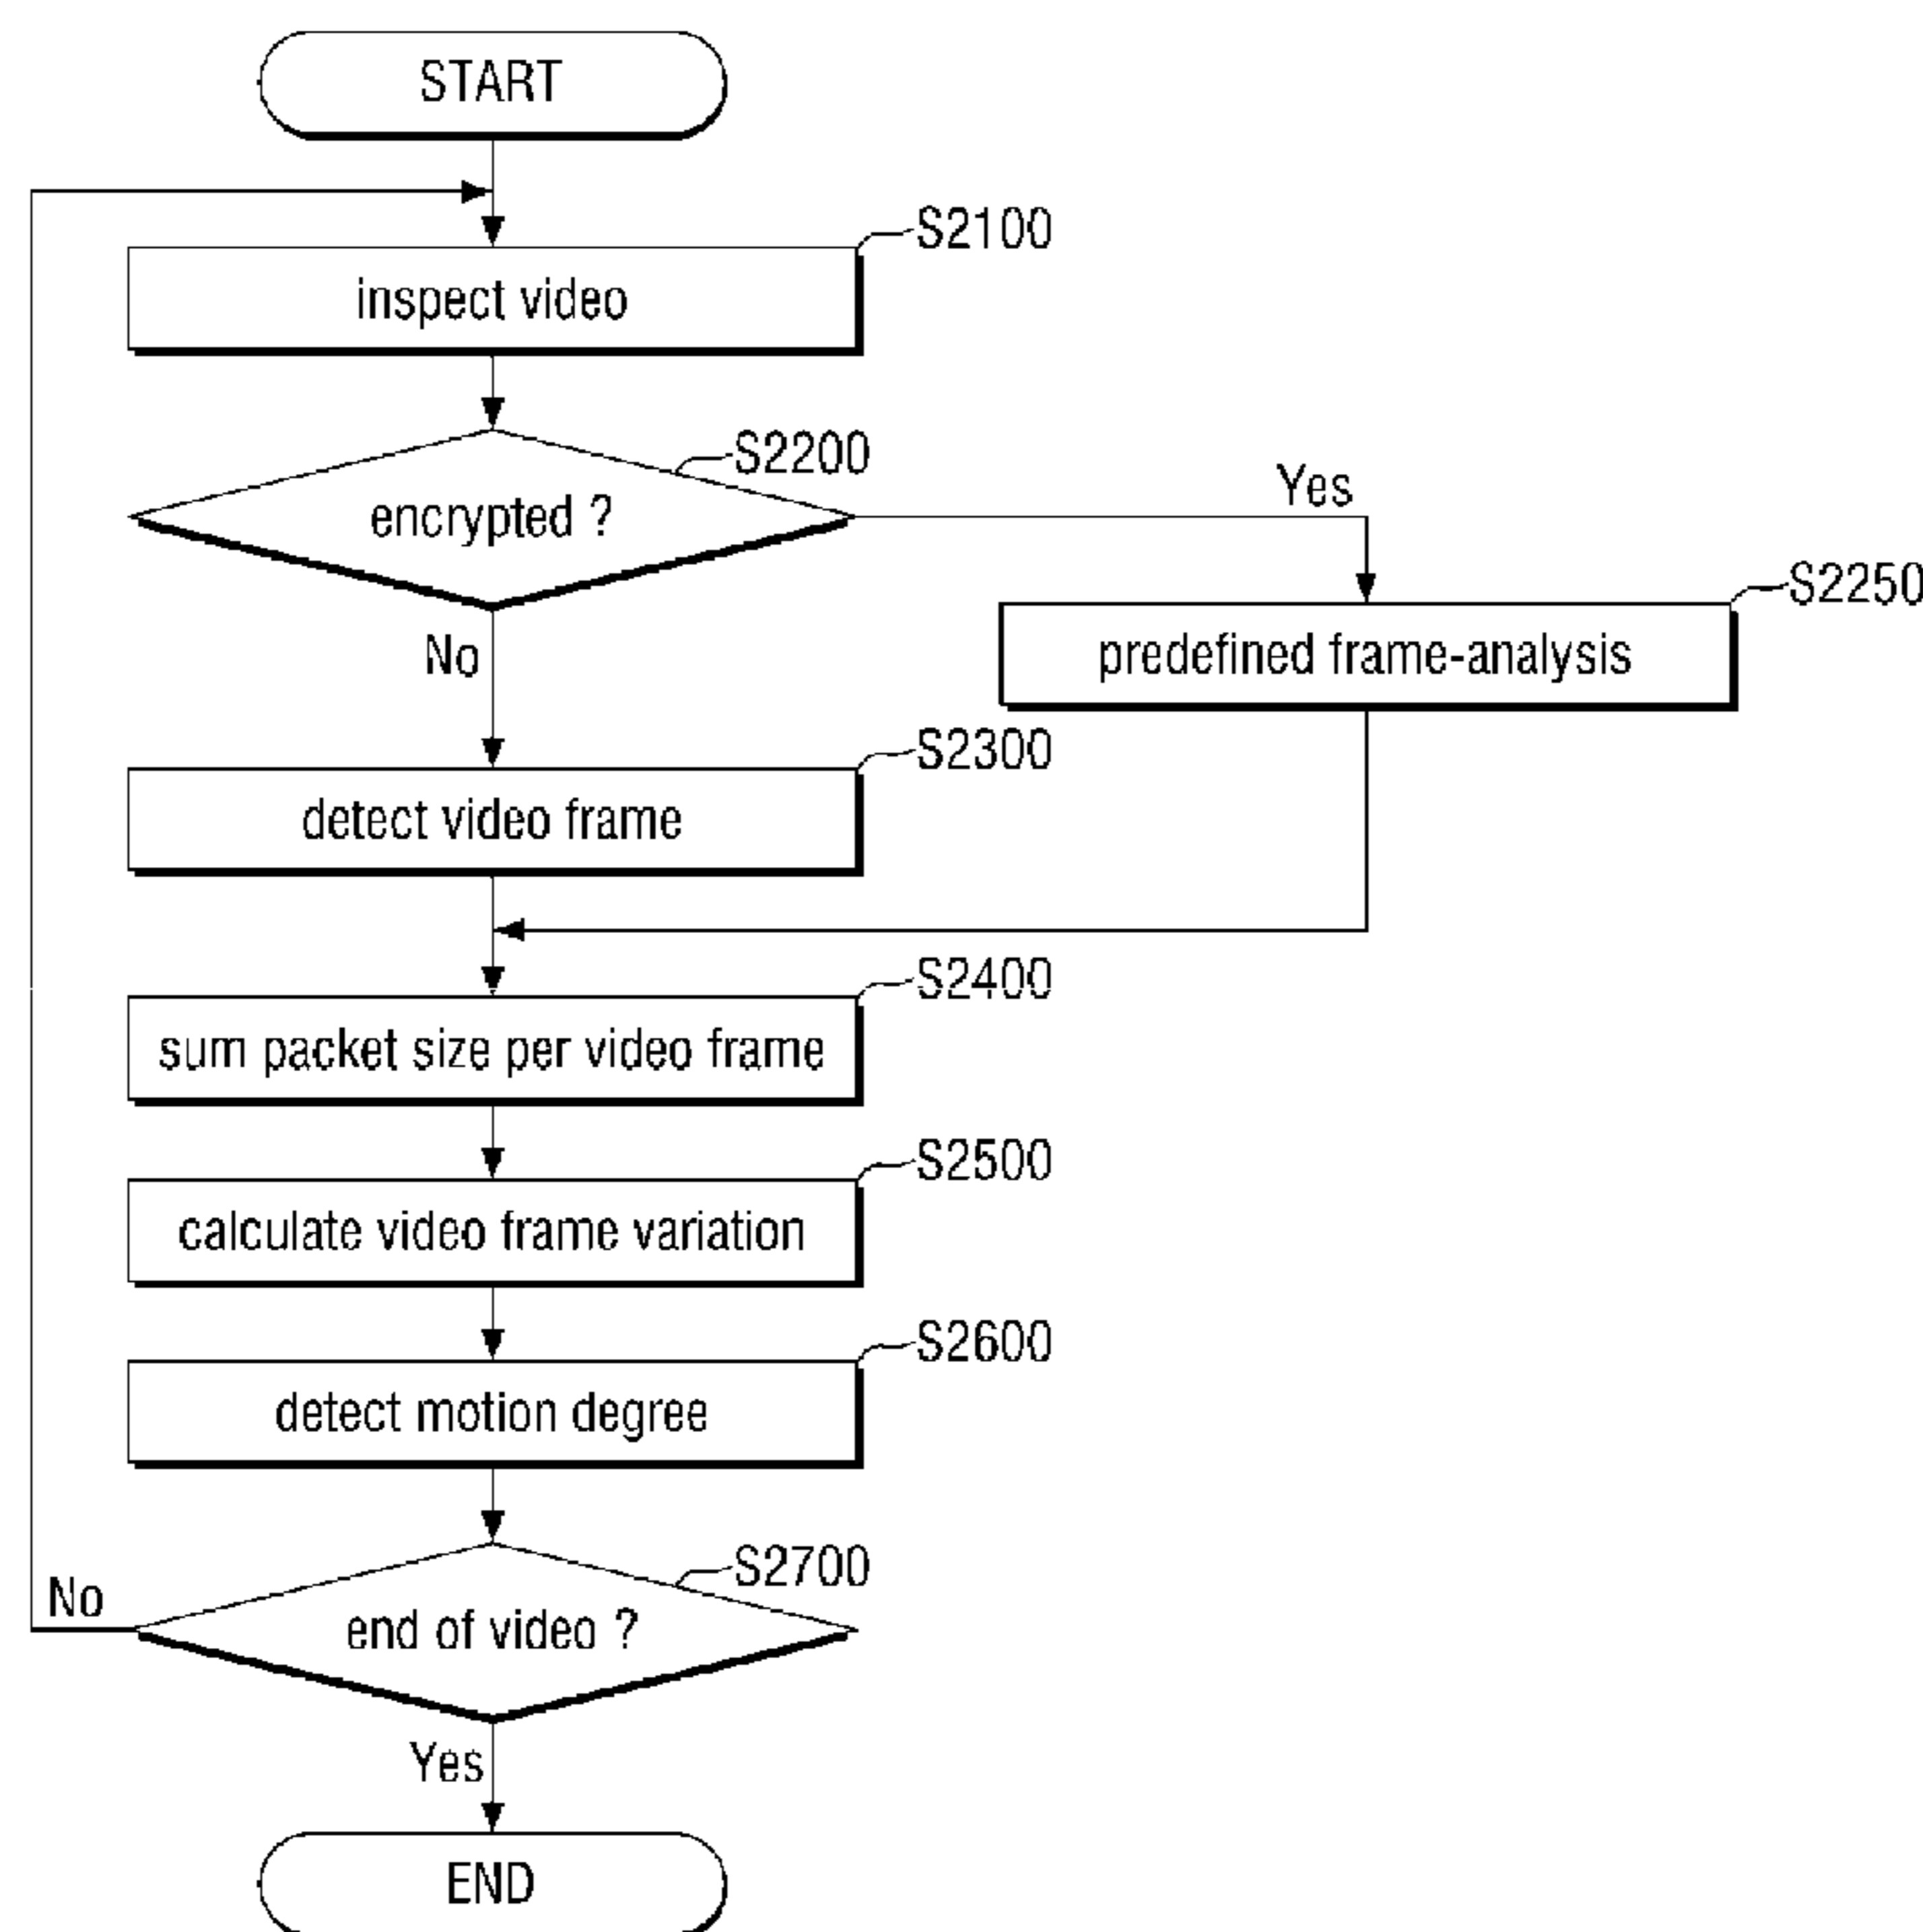 START
S2100
inspect video
S2200
encrypted ?
Yes
S2250
predefined frame-analysis
No
S2300
detect video frame
S2400
sum packet size per video frame
S2500
calculate video frame variation
S2600
detect motion degree
S2700
No
end of video ?
Yes
END